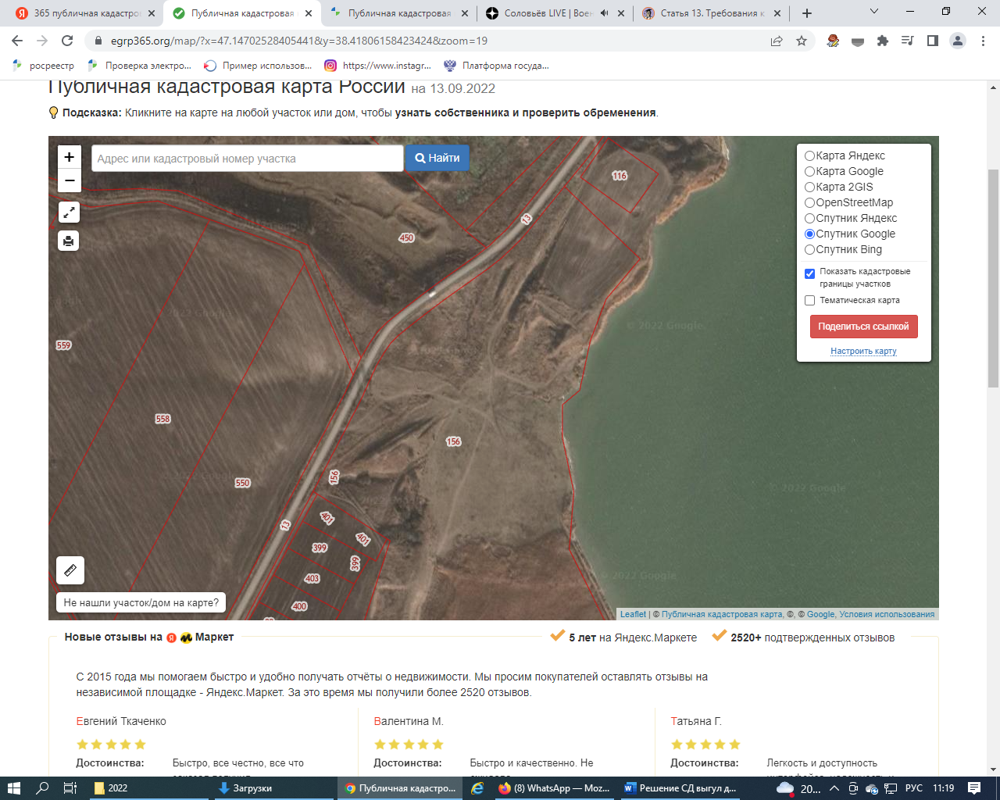 365 публичная кадастро
Публичная кадастровая
Публичная кадастровая
Соловьёв LIVE | Воен
Статья 13. Требования к
egrp365.org/map/?x=47.14702528405441&y=38.41806158423424&zoom=19
росреестр
Проверка электро...
Пример использов...
https://www.instagr...
Платформа госуда...
Публичная кадастровая карта России на 13.09.2022
Подсказка: Кликните на карте на любой участок или дом, чтобы узнать собственника и проверить обременения.
+
−
Адрес или кадастровый номер участка
Найти
Карта Яндекс
Карта Google
Карта 2GIS
OpenStreetMap
Спутник Яндекс
Спутник Google
Спутник Bing
Показать кадастровые
границы участков
Тематическая карта
Поделиться ссылкой
Настроить карту
116
13
450
© 2022 Google
© 2022 Google
559
558
156
550
156
© 2022 Google
13
401
401
399
399
403
400
© 2022 Google
Не нашли участок/дом на карте?
Leaflet | © Публичная кадастровая карта, ©, © Google, Условия использования
Новые отзывы на Я Маркет
5 лет на Яндекс.Маркете
2520+ подтвержденных отзывов
С 2015 года мы помогаем быстро и удобно получать отчёты о недвижимости. Мы просим покупателей оставлять отзывы на
независимой площадке - Яндекс.Маркет. За это время мы получили более 2520 отзывов.
Евгений Ткаченко
Валентина М.
Татьяна Г.
Достоинства: Быстро, все честно, все что
Достоинства: Быстро и качественно. Не
Достоинства: Легкость и доступность
2022
Загрузки
Публичная кадастро...
(8) WhatsApp — Moz...
Решение СД выгул д...
20...
РУС
11:19